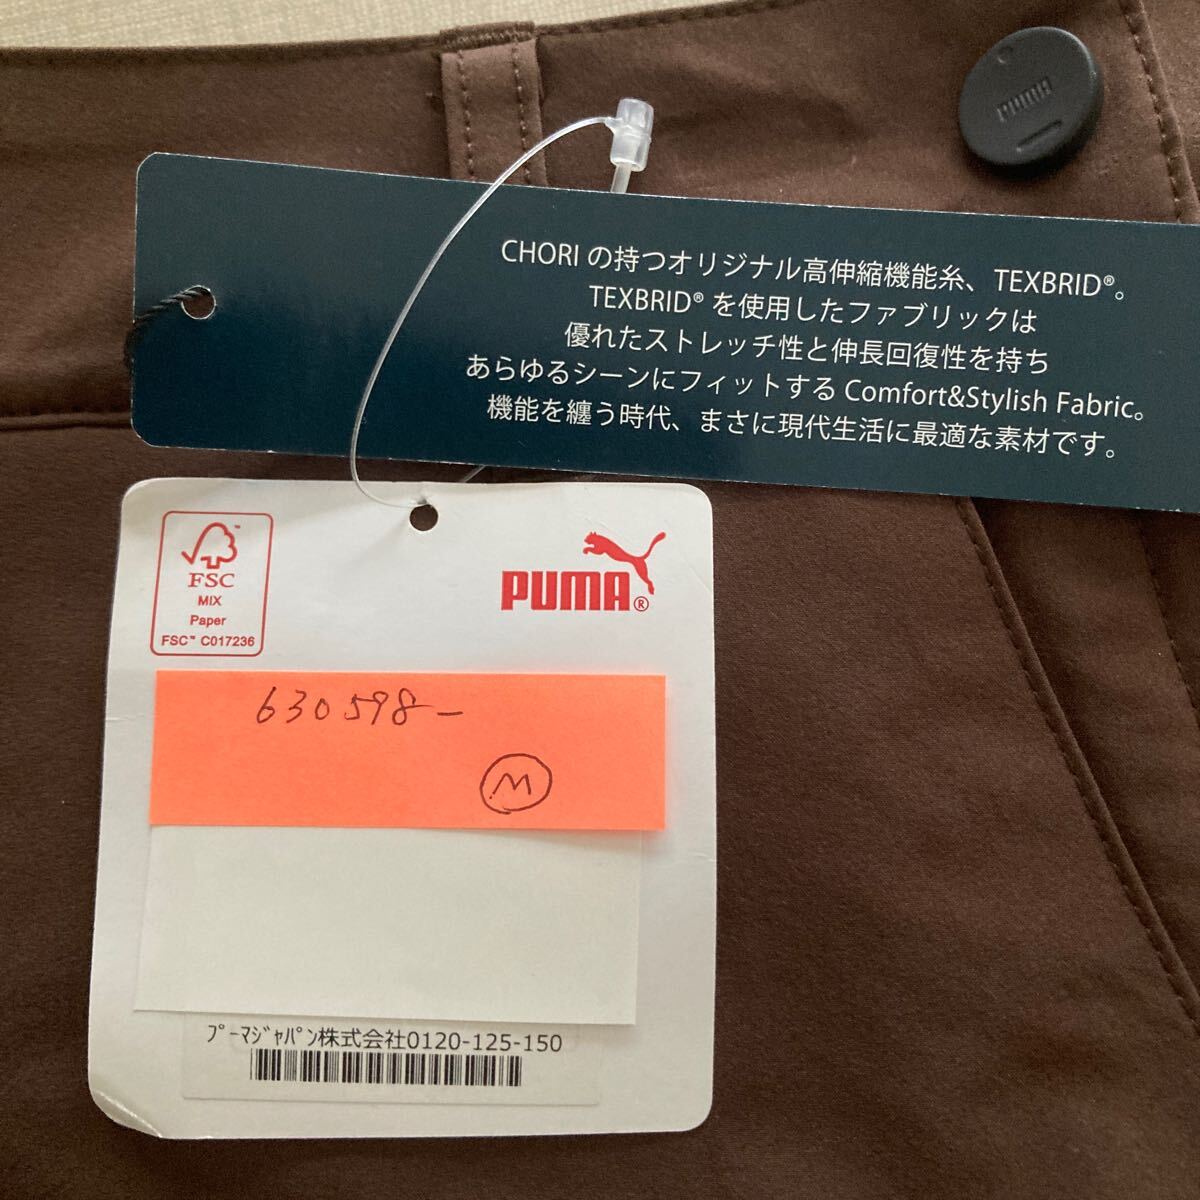 PUMA
CHORI の持つオリジナル高伸縮機能糸、TEXBRID®。
TEXBRID® を使用したファブリックは
優れたストレッチ性と伸長回復性を持ち
あらゆるシーンにフィットする Comfort&Stylish Fabric。
機能を纏う時代、まさに現代生活に最適な素材です。
FSC
MIX
Paper
FSC™ C017236
PUMA®
630598-
M
ﾌﾟｰﾏｼﾞｬﾊﾟﾝ株式会社0120-125-150